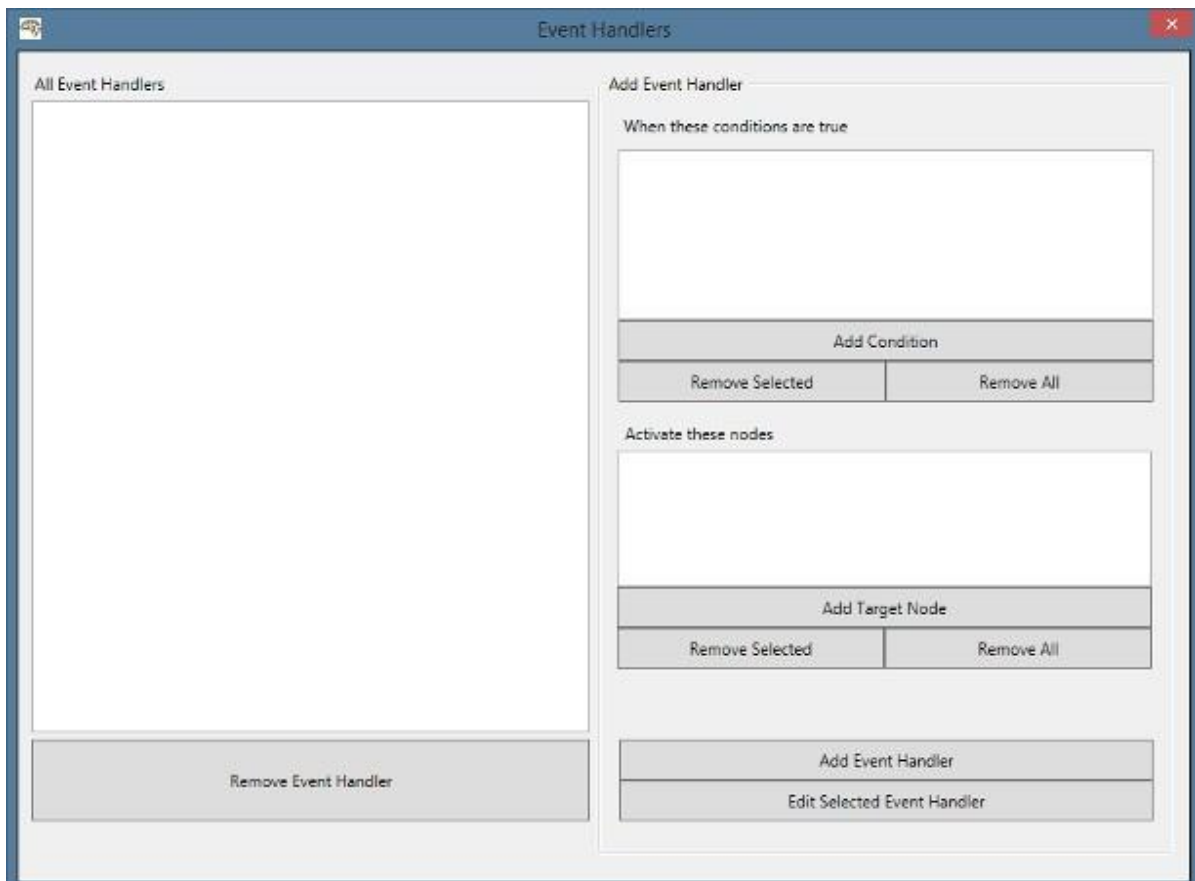 Event Handlers
All Event Handlers
Add Event Handler
When these conditions are true
Add Condition
Remove Selected
Remove All
Activate these nodes
Add Target Node
Remove Selected
Remove All
Remove Event Handler
Add Event Handler
Edit Selected Event Handler